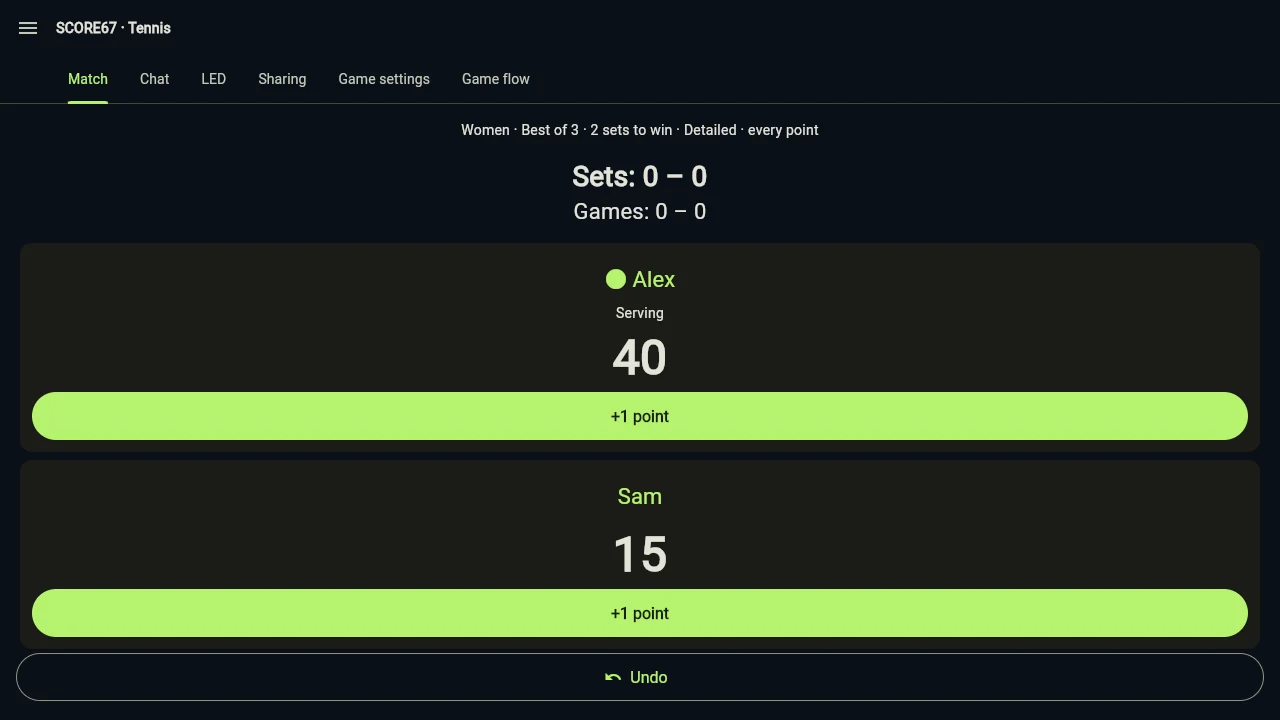 SCORE67 · Tennis
Match Chat LED Sharing Game settings Game flow
Women · Best of 3 · 2 sets to win · Detailed · every point
Sets: 0 – 0
Games: 0 – 0
Alex
Serving
40
+1 point
Sam
15
+1 point
Undo